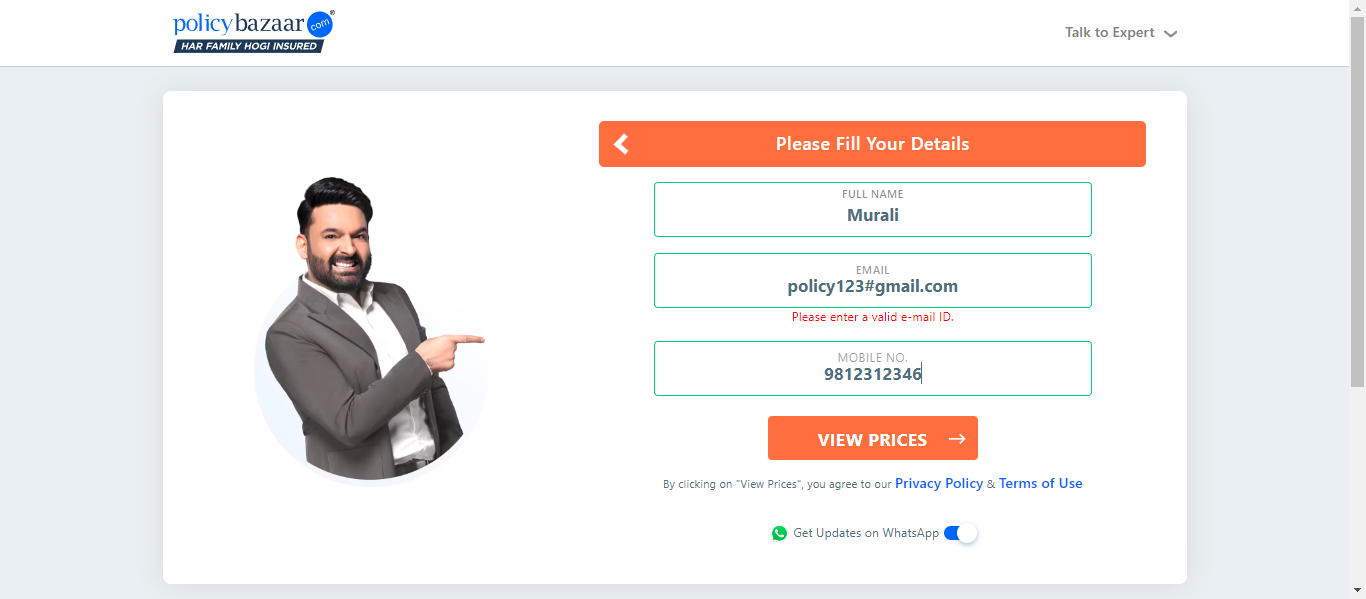 policybazaar.com®
HAR FAMILY HOGI INSURED
Talk to Expert
Please Fill Your Details
FULL NAME
Murali
EMAIL
policy123#gmail.com
Please enter a valid e-mail ID.
MOBILE NO.
9812312346
VIEW PRICES →
By clicking on "View Prices", you agree to our Privacy Policy & Terms of Use
Get Updates on WhatsApp